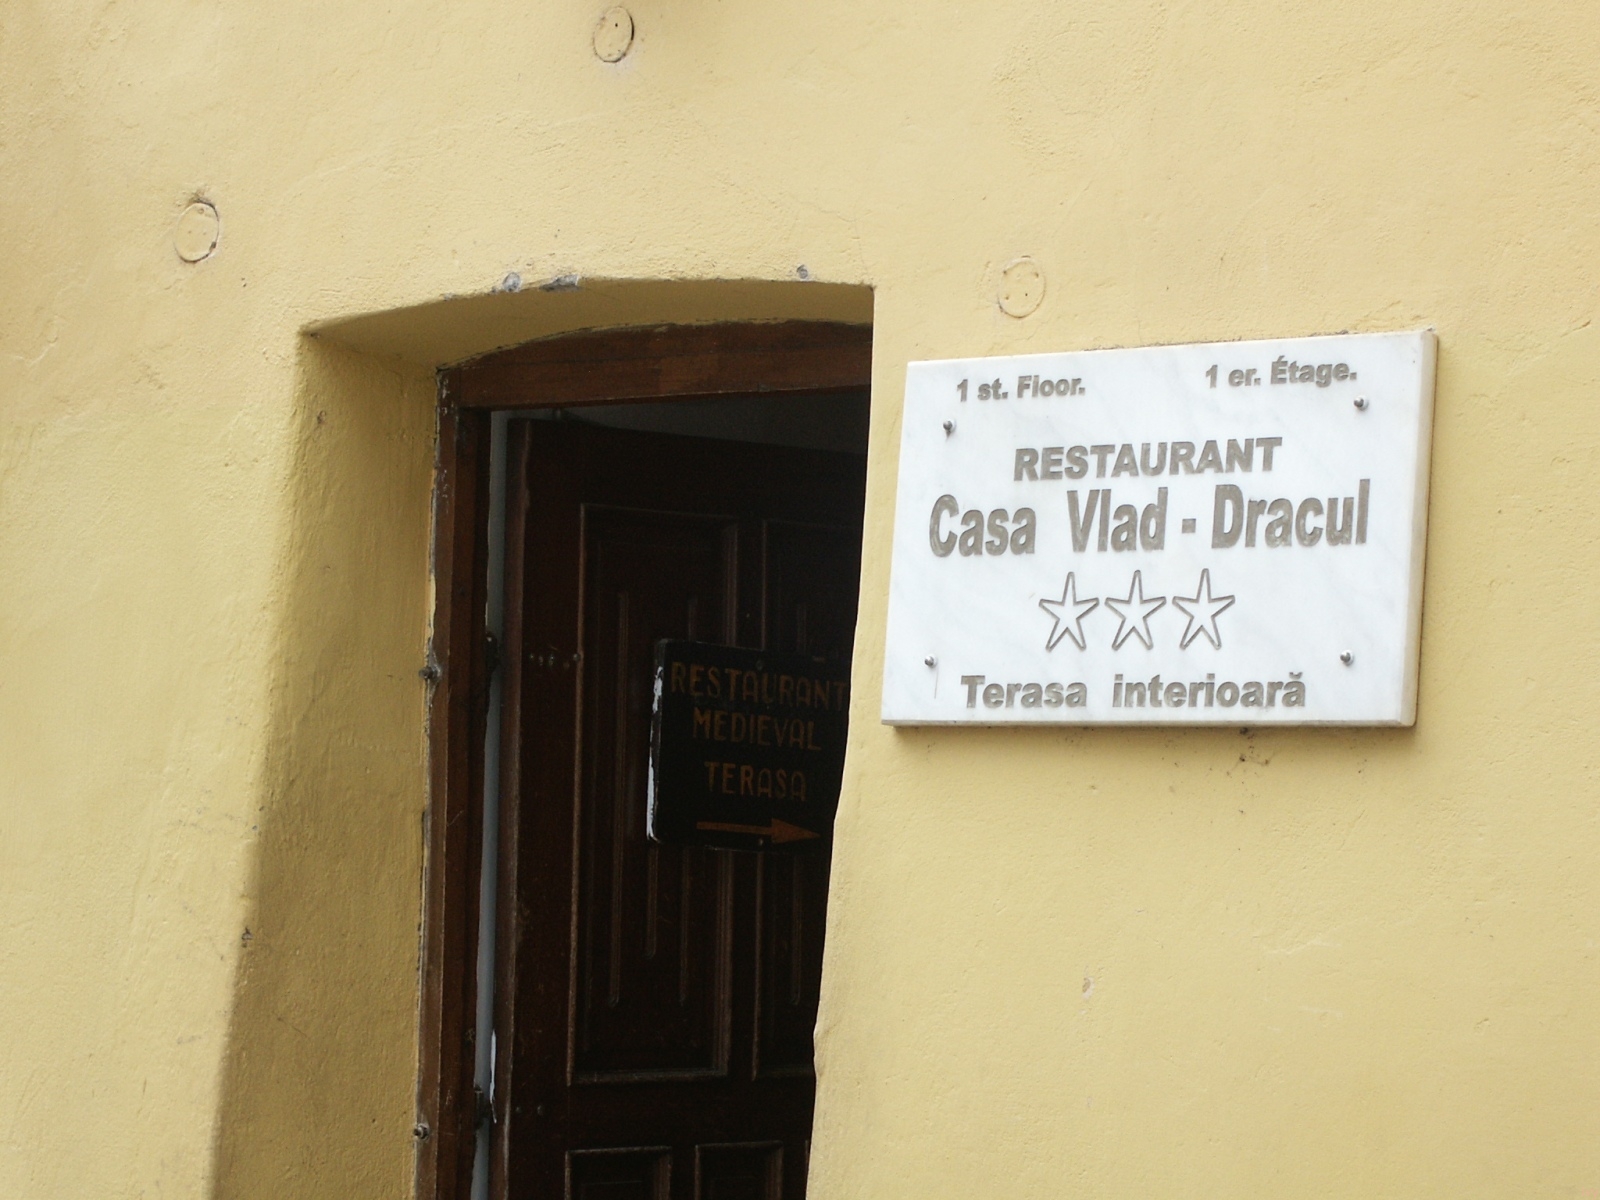 1 st. Floor. 1 er. Étage.
RESTAURANT
Casa Vlad - Dracul
Terasa interioară
RESTAURANT
MEDIEVAL
TERASA